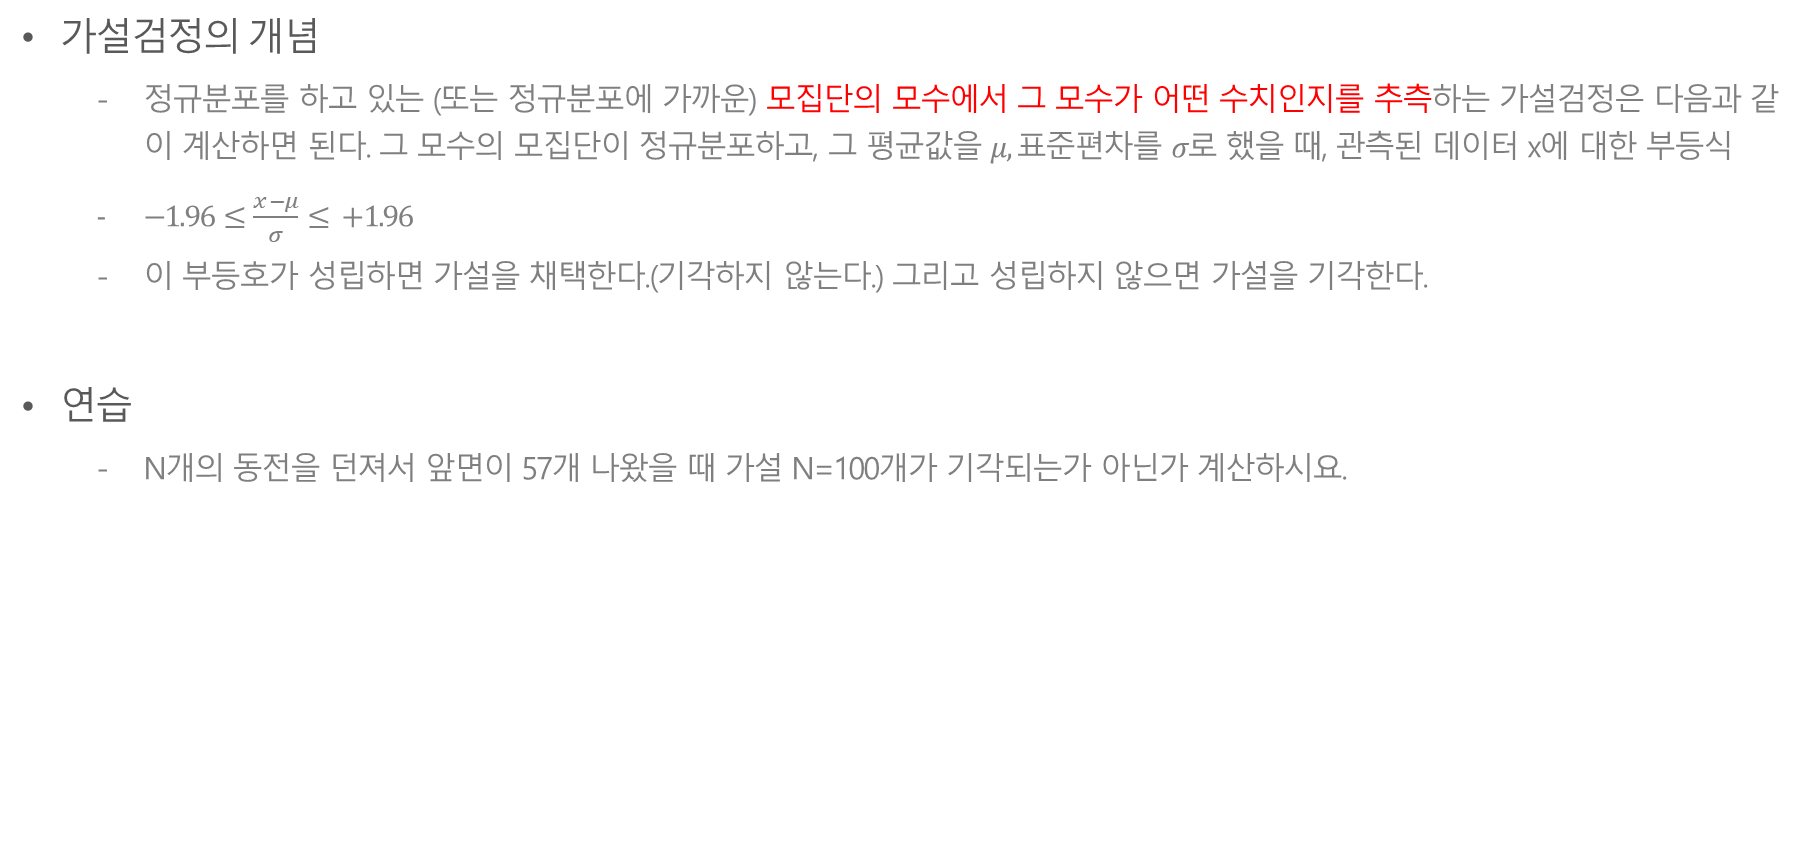 • 가설검정의 개념
- 정규분포를 하고 있는 (또는 정규분포에 가까운) 모집단의 모수에서 그 모수가 어떤 수치인지를 추측하는 가설검정은 다음과 같
이 계산하면 된다. 그 모수의 모집단이 정규분포하고, 그 평균값을 μ, 표준편차를 σ로 했을 때, 관측된 데이터 x에 대한 부등식
- −1.96 ≦ (x−μ)/σ ≦ +1.96
- 이 부등호가 성립하면 가설을 채택한다.(기각하지 않는다.) 그리고 성립하지 않으면 가설을 기각한다.
• 연습
- N개의 동전을 던져서 앞면이 57개 나왔을 때 가설 N=100개가 기각되는가 아닌가 계산하시요.